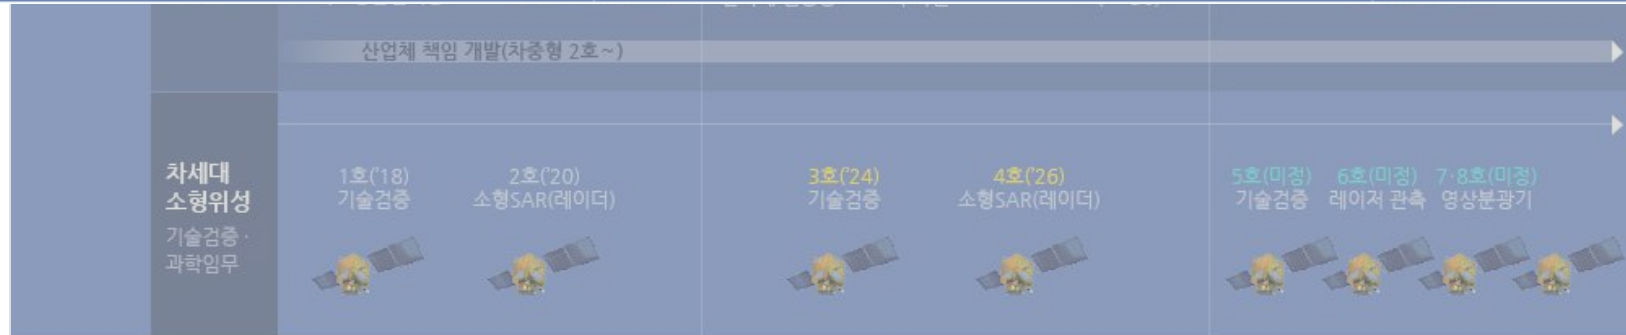 산업체 책임 개발(차중형 2호~)
차세대
소형위성
기술검증·
과학임무
1호('18)
기술검증
2호('20)
소형SAR(레이더)
3호('24)
기술검증
4호('26)
소형SAR(레이더)
5호(미정)
기술검증
6호(미정)
레이저 관측
7·8호(미정)
영상분광기